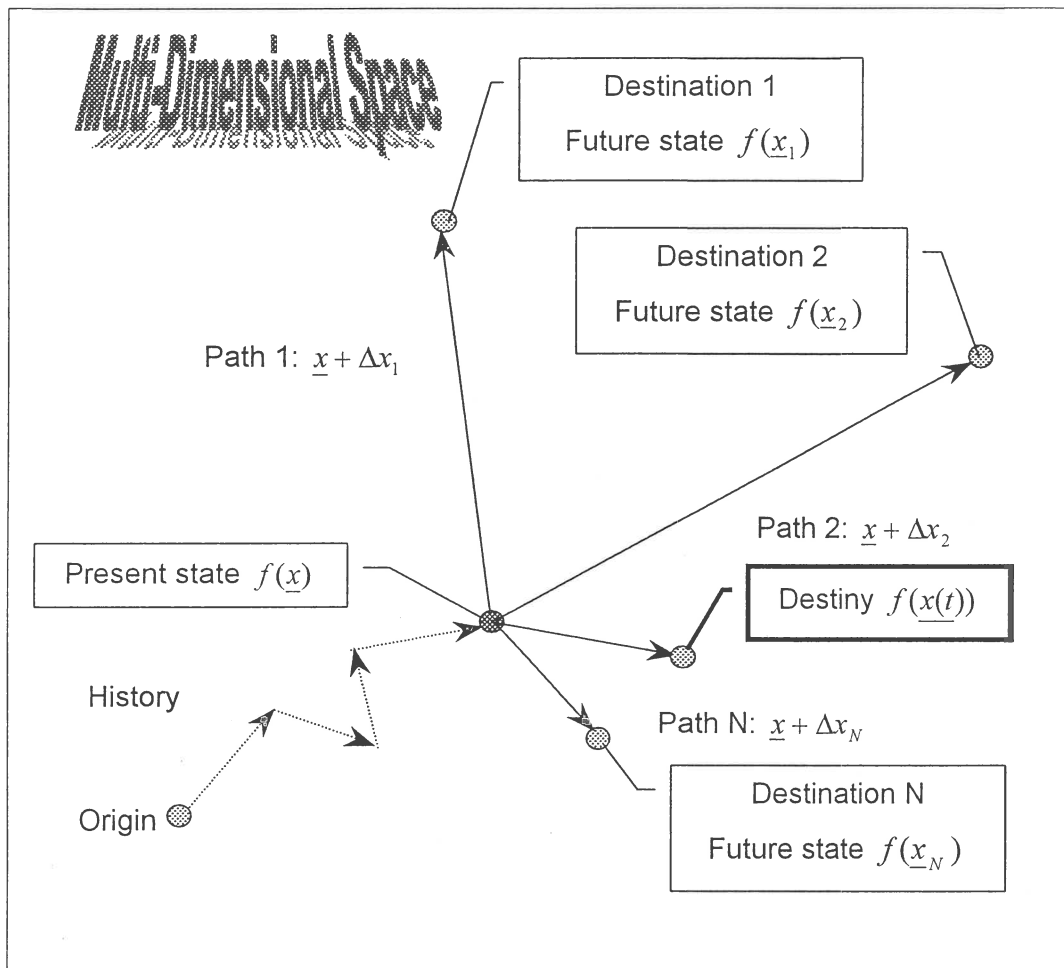 Multi-Dimensional Space
Destination 1
Future state f(x₁)
Destination 2
Future state f(x₂)
Path 1: x + Δx₁
Path 2: x + Δx₂
Present state f(x)
Destiny f(x(t))
History
Path N: x + Δx_N
Origin
Destination N
Future state f(x_N)